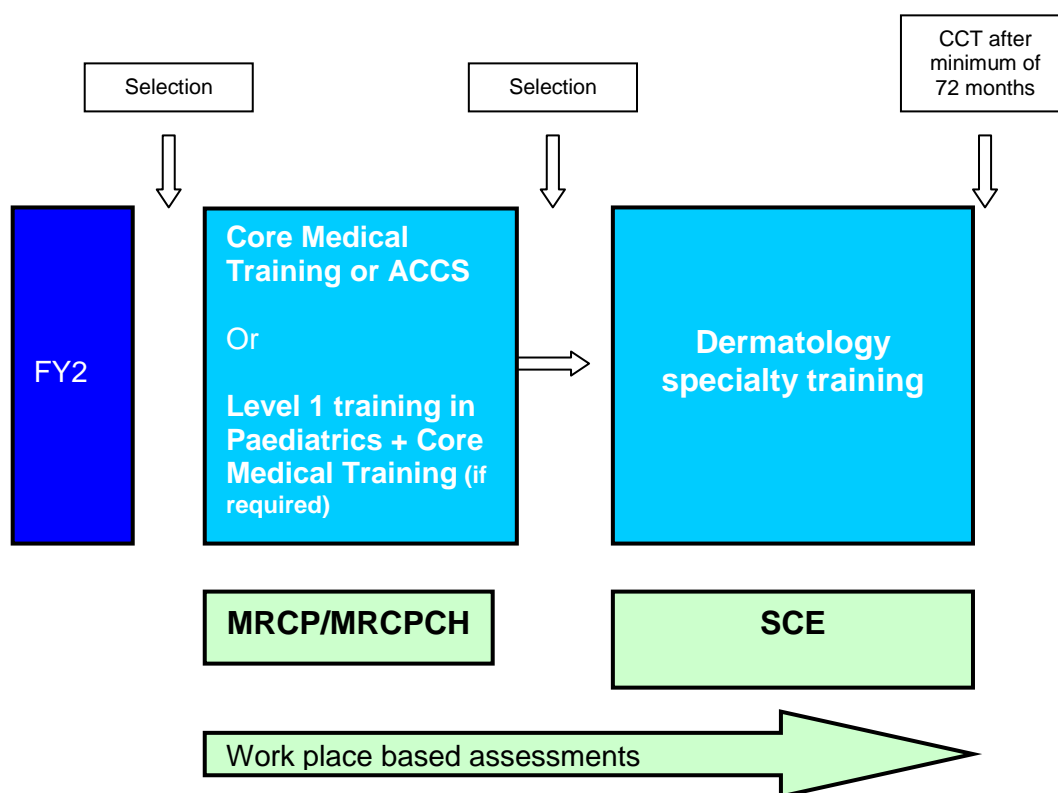 Selection
Selection
CCT after
minimum of
72 months
FY2
Core Medical
Training or ACCS
Or
Level 1 training in
Paediatrics + Core
Medical Training (if
required)
Dermatology
specialty training
MRCP/MRCPCH
SCE
Work place based assessments